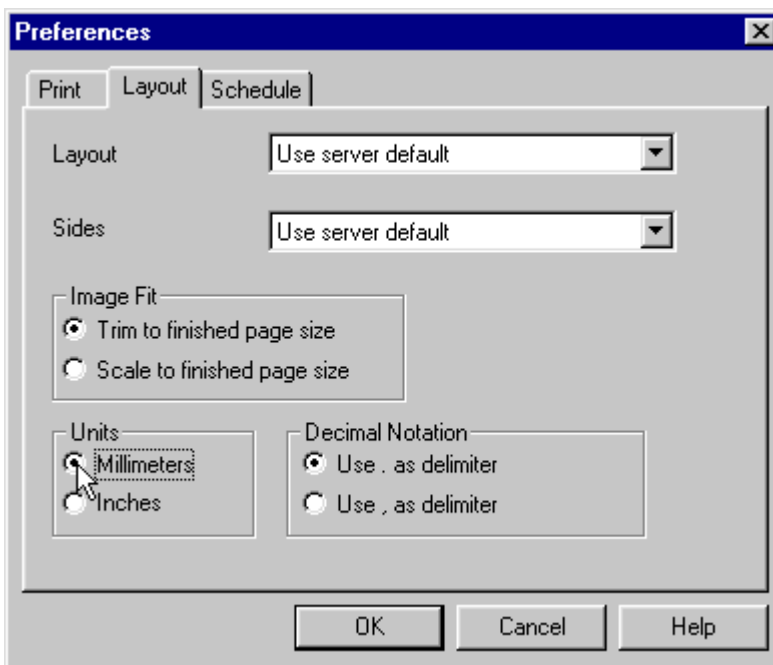 Preferences
Print Layout Schedule
Layout Use server default
Sides Use server default
Image Fit
Trim to finished page size
Scale to finished page size
Units Decimal Notation
Millimeters Use . as delimiter
Inches Use , as delimiter
OK Cancel Help